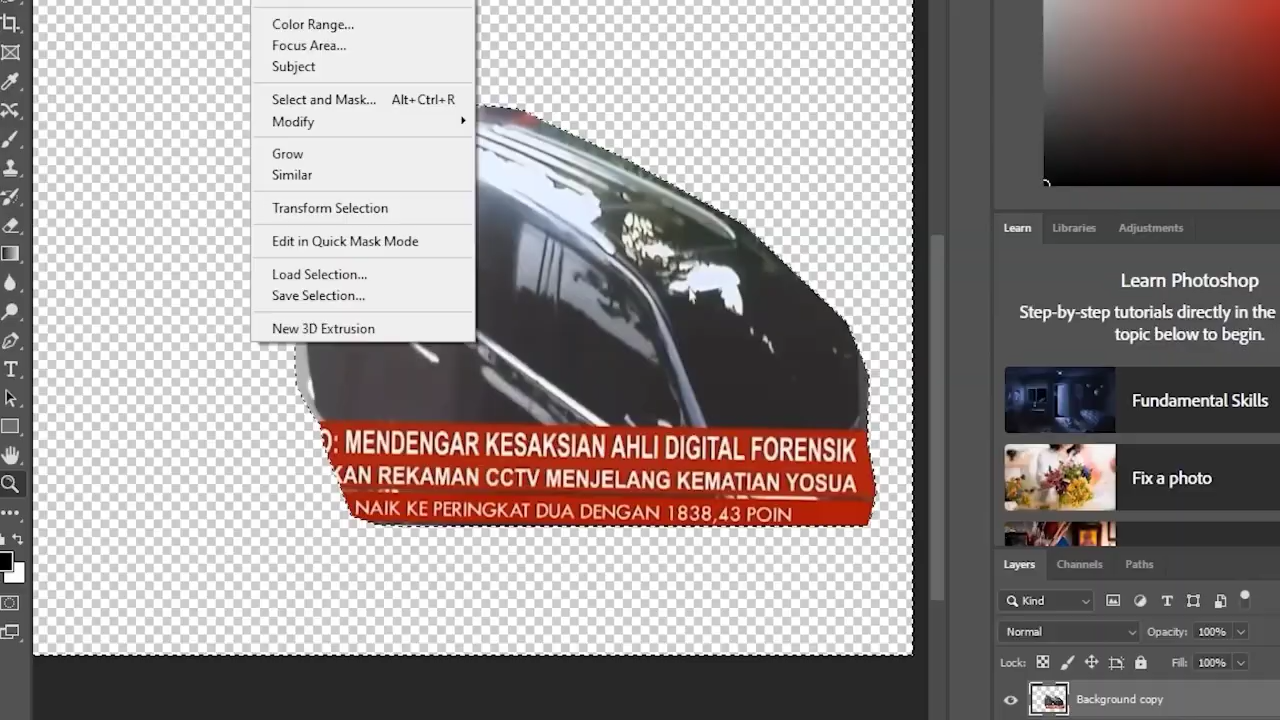 Color Range...
Focus Area...
Subject
Select and Mask... Alt+Ctrl+R
Modify
Grow
Similar
Transform Selection
Edit in Quick Mask Mode
Load Selection...
Save Selection...
New 3D Extrusion
O: MENDENGAR KESAKSIAN AHLI DIGITAL FORENSIK
KAN REKAMAN CCTV MENJELANG KEMATIAN YOSUA
NAIK KE PERINGKAT DUA DENGAN 1838,43 POIN
Learn Libraries Adjustments
Learn Photoshop
Step-by-step tutorials directly in the
topic below to begin.
Fundamental Skills
Fix a photo
Layers Channels Paths
Kind
Normal Opacity: 100%
Lock: Fill: 100%
Background copy